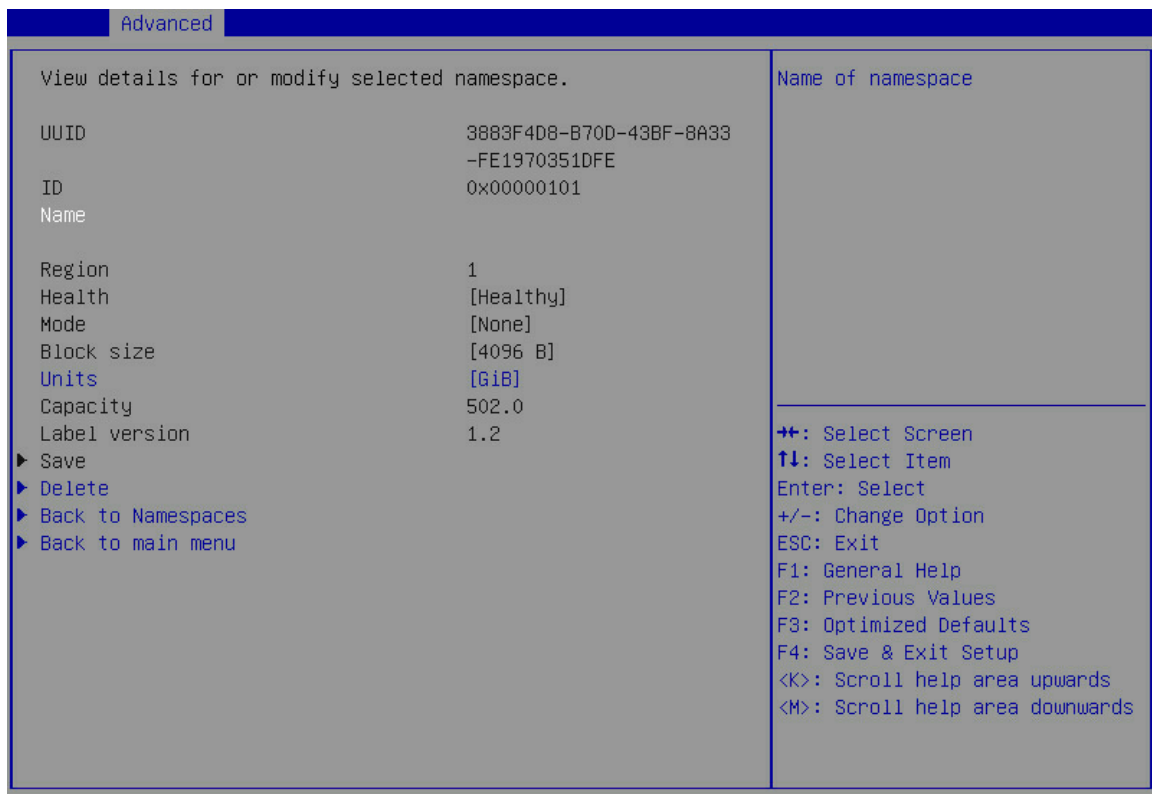 Advanced
View details for or modify selected namespace.
UUID 3883F4D8-B70D-43BF-8A33
-FE1970351DFE
ID 0x00000101
Name
Region 1
Health [Healthy]
Mode [None]
Block size [4096 B]
Units [GiB]
Capacity 502.0
Label version 1.2
Save
Delete
Back to Namespaces
Back to main menu
Name of namespace
→←: Select Screen
↑↓: Select Item
Enter: Select
+/-: Change Option
ESC: Exit
F1: General Help
F2: Previous Values
F3: Optimized Defaults
F4: Save & Exit Setup
<K>: Scroll help area upwards
<M>: Scroll help area downwards